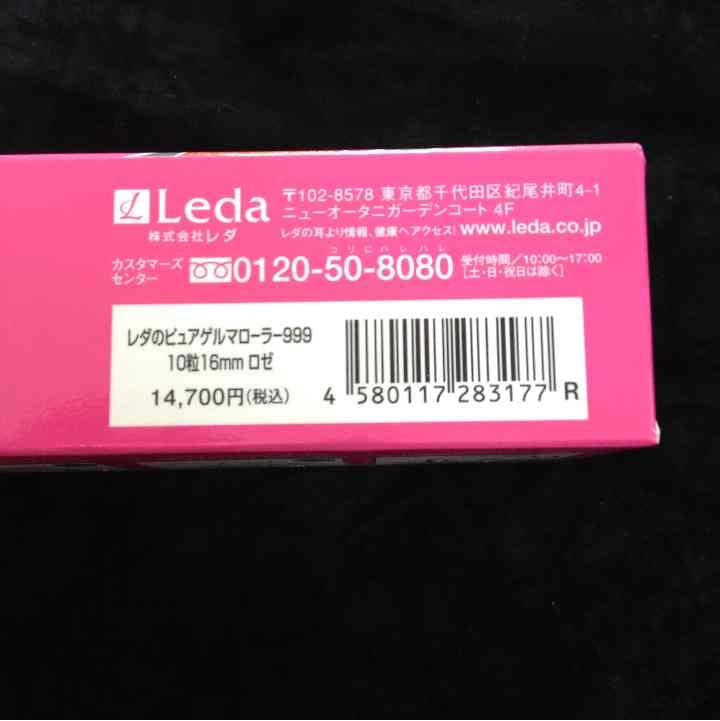 Leda
株式会社レダ
〒102-8578 東京都千代田区紀尾井町4-1
ニューオータニガーデンコート 4F
レダの耳より情報、健康へアクセス! www.leda.co.jp
カスタマーズ
センター
コリにハレバレ
0120-50-8080
受付時間/10:00~17:00
[土・日・祝日は除く]
レダのピュアゲルマローラー999
10粒16mm ロゼ
14,700円(税込)
4 580117 283177 R